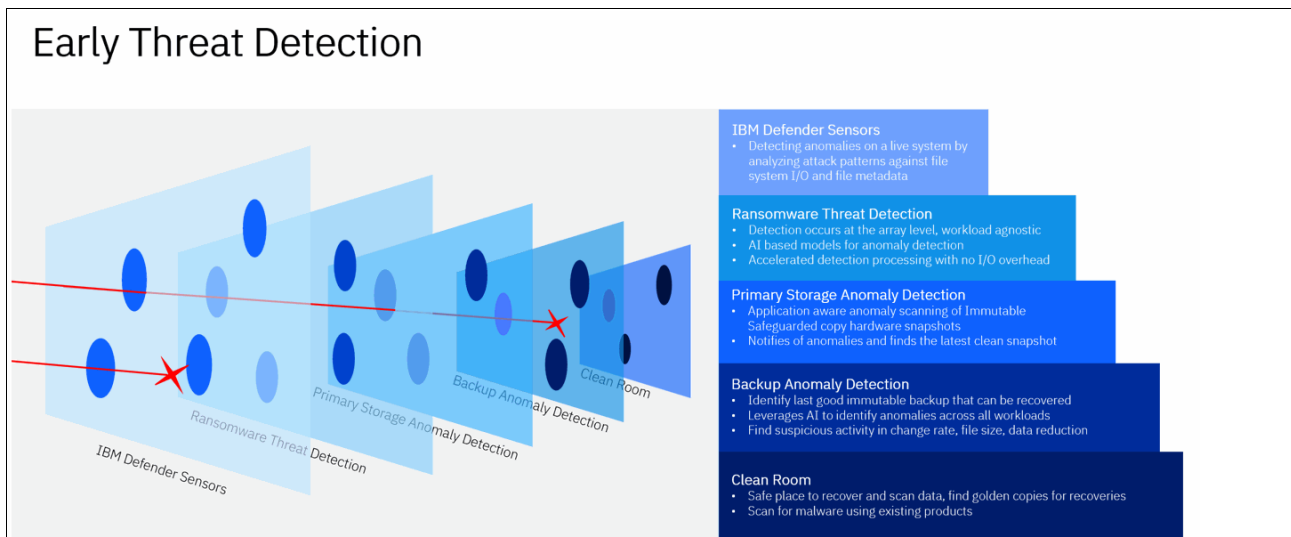 Early Threat Detection
IBM Defender Sensors
Ransomware Threat Detection
Primary Storage Anomaly Detection
Backup Anomaly Detection
Clean Room
IBM Defender Sensors
• Detecting anomalies on a live system by
analyzing attack patterns against file
system I/O and file metadata
Ransomware Threat Detection
• Detection occurs at the array level, workload agnostic
• AI based models for anomaly detection
• Accelerated detection processing with no I/O overhead
Primary Storage Anomaly Detection
• Application aware anomaly scanning of Immutable
Safeguarded copy hardware snapshots
• Notifies of anomalies and finds the latest clean snapshot
Backup Anomaly Detection
• Identify last good immutable backup that can be recovered
• Leverages AI to identify anomalies across all workloads
• Find suspicious activity in change rate, file size, data reduction
Clean Room
• Safe place to recover and scan data, find golden copies for recoveries
• Scan for malware using existing products